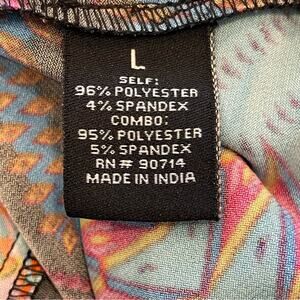 L
SELF:
96% POLYESTER
4% SPANDEX
COMBO:
95% POLYESTER
5% SPANDEX
RN# 90714
MADE IN INDIA